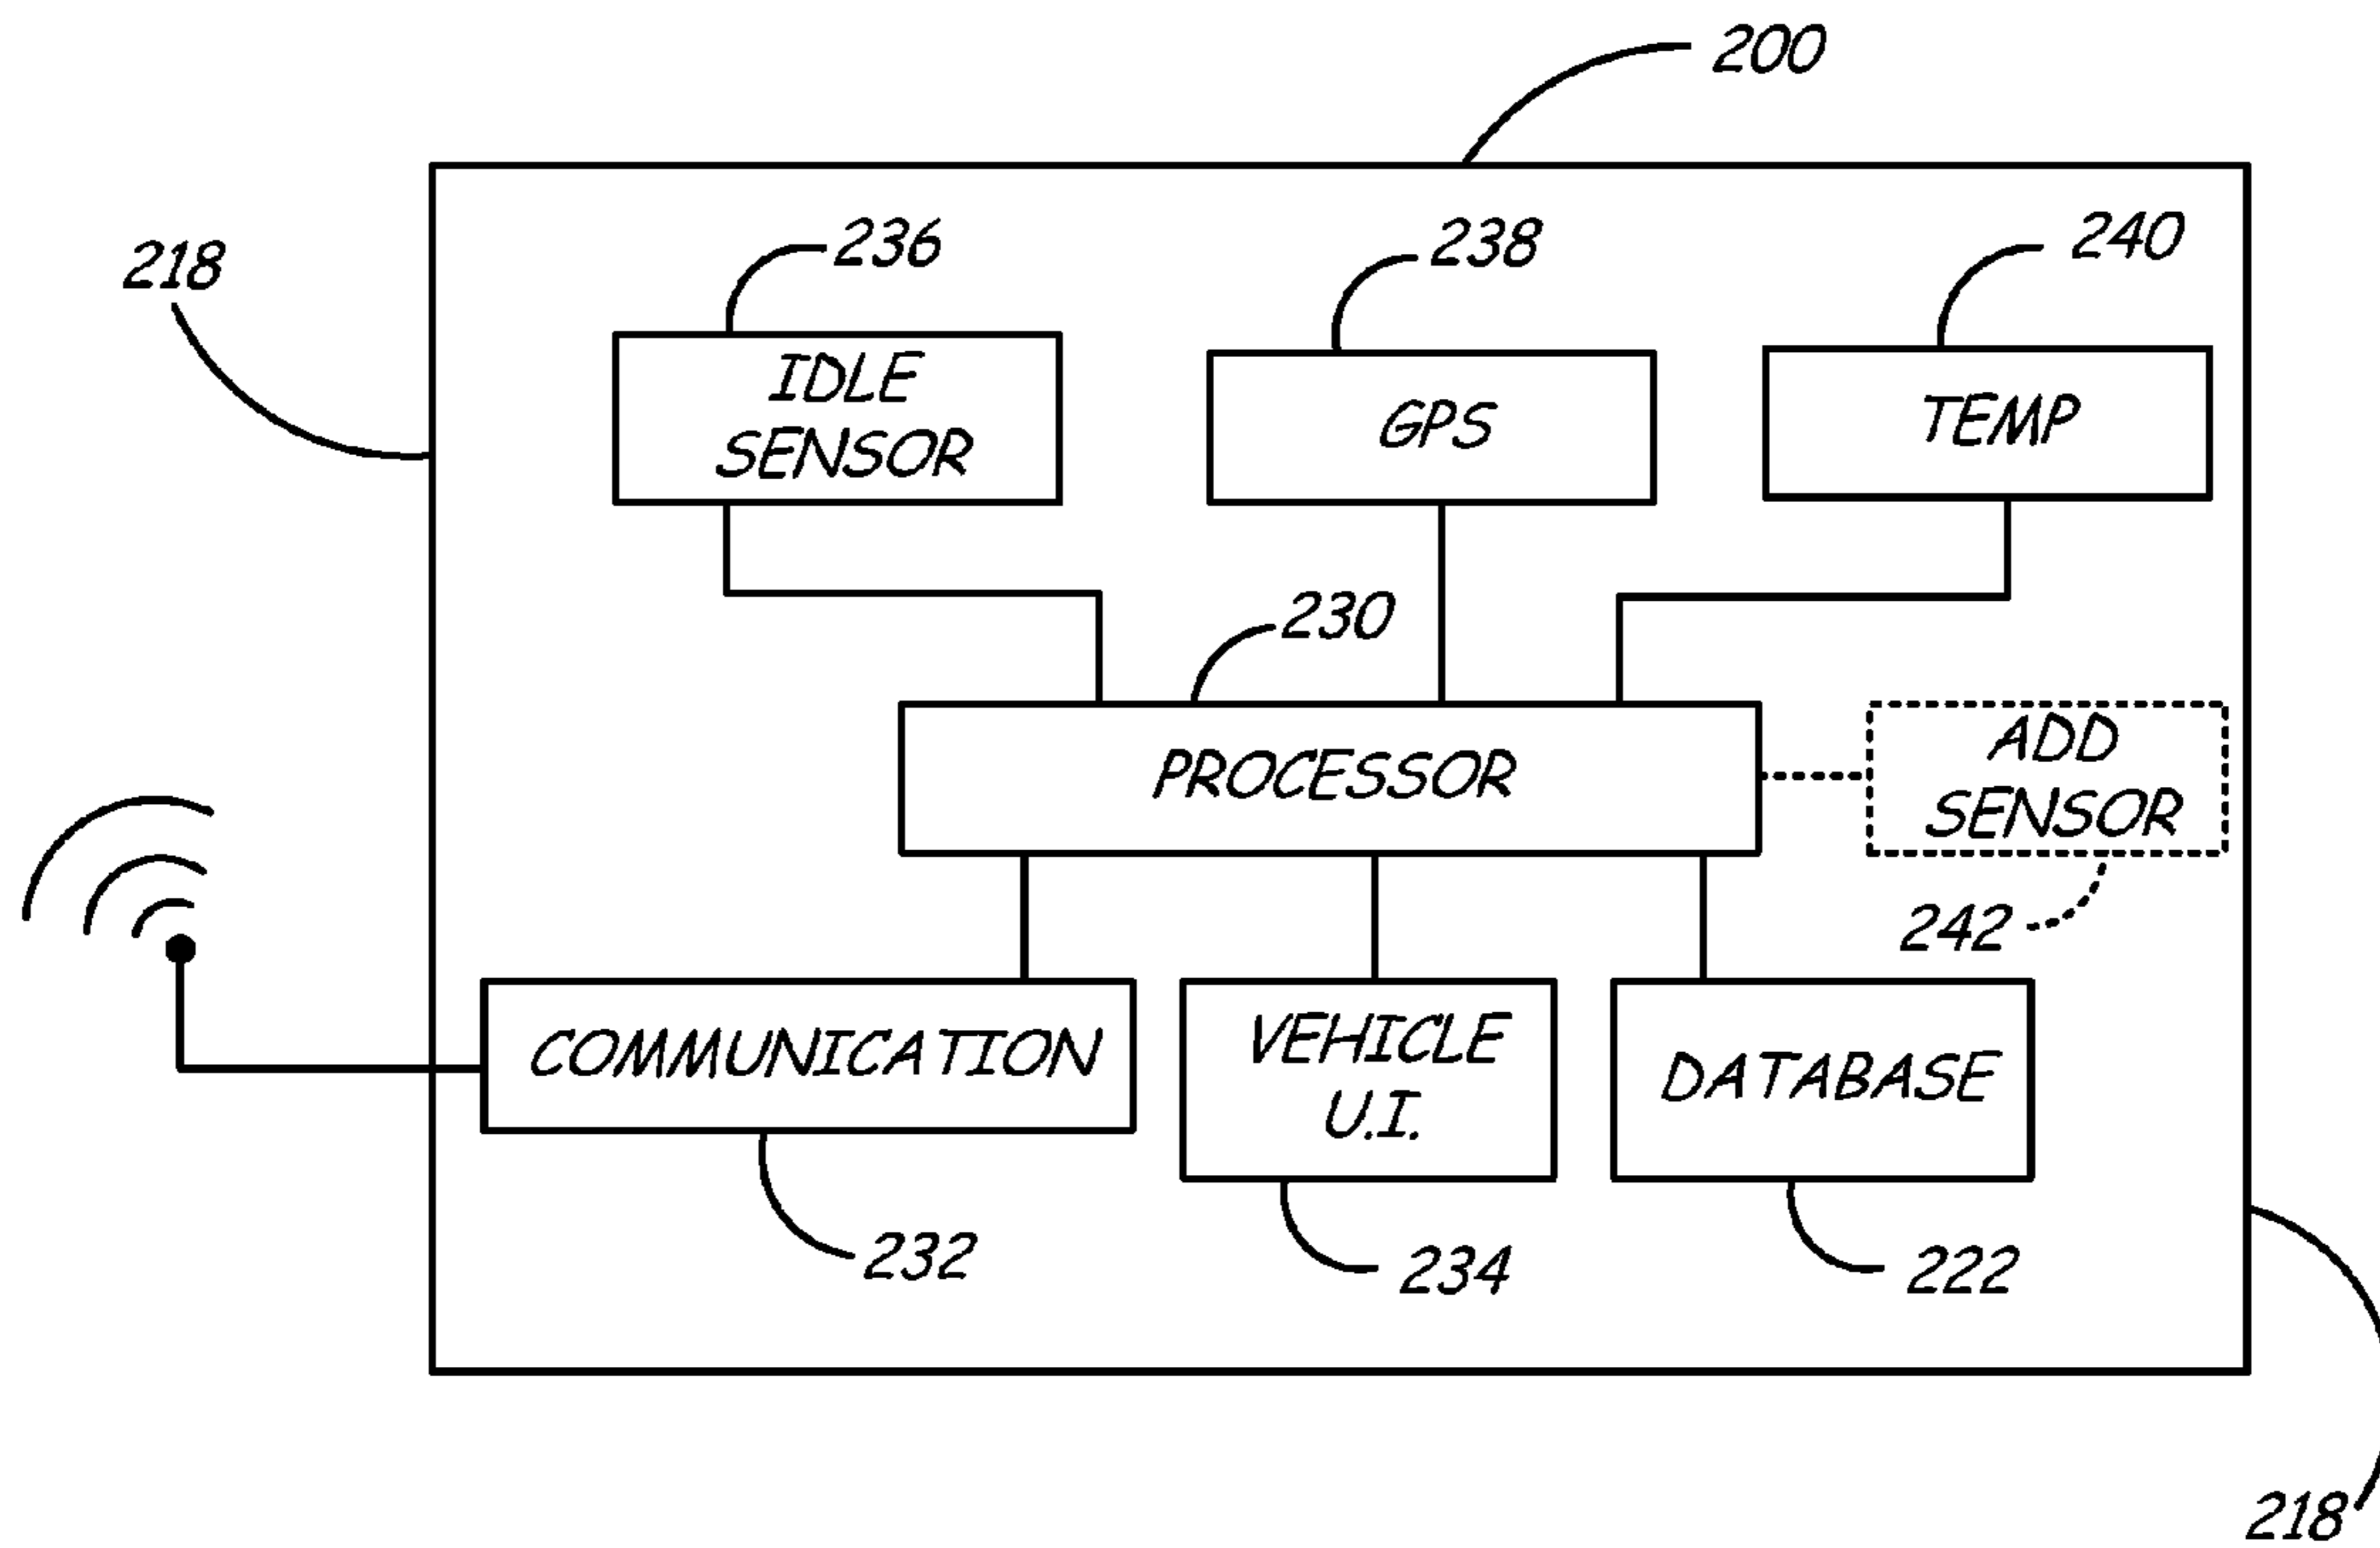 200
218
236
238
240
IDLE
SENSOR
GPS
TEMP
230
PROCESSOR
ADD
SENSOR
242
COMMUNICATION
VEHICLE
U.I.
DATABASE
232
234
222
218